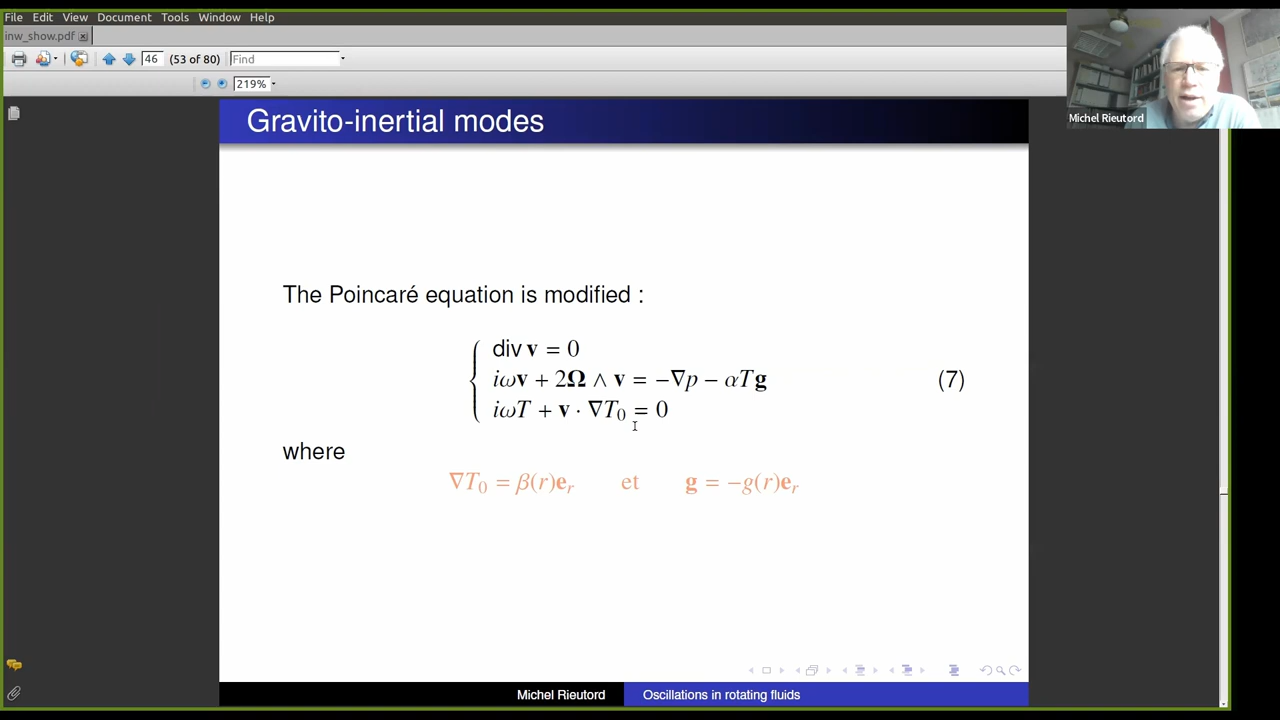 File Edit View Document Tools Window Help
inw_show.pdf
46 (53 of 80) Find
219%
Michel Rieutord
Gravito-inertial modes
The Poincaré equation is modified :
div v = 0
iωv + 2Ω ∧ v = −∇p − αTg (7)
iωT + v · ∇T₀ = 0
where
∇T₀ = β(r)eᵣ et g = −g(r)eᵣ
Michel Rieutord Oscillations in rotating fluids